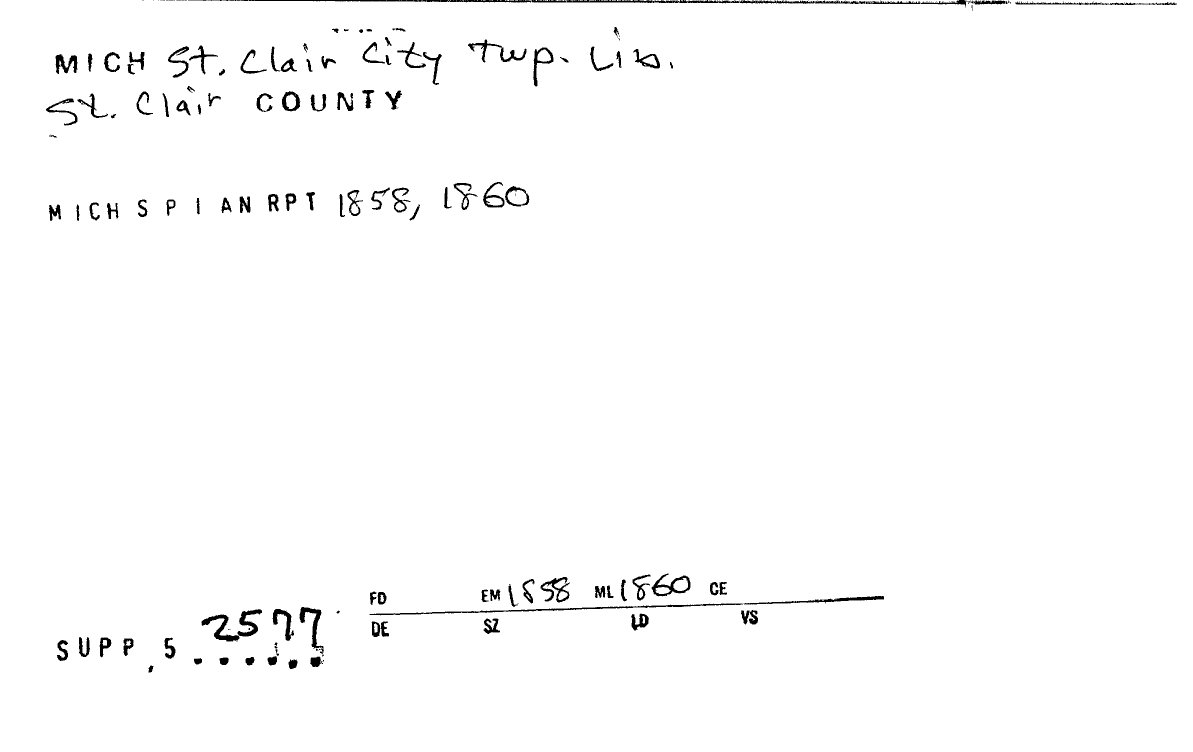 MICH St. Clair City Twp. Lib.
St. Clair COUNTY
MICH S P I AN RPT 1858, 1860
FD EM 1858 ML 1860 CE
DE SZ LD VS
SUPP, 5 2577